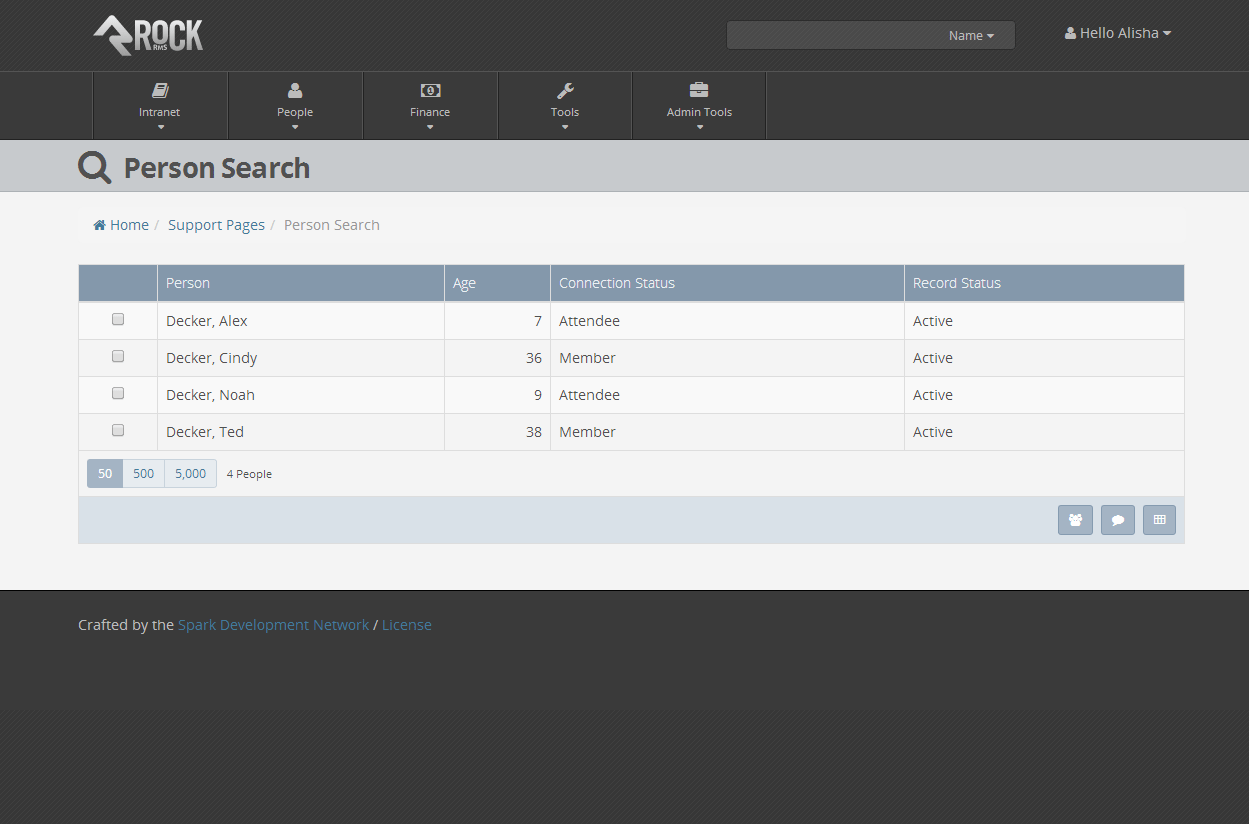 ROCK
RMS
Name
Hello Alisha
Intranet
People
Finance
Tools
Admin Tools
Person Search
Home / Support Pages / Person Search
Person Age Connection Status Record Status
Decker, Alex 7 Attendee Active
Decker, Cindy 36 Member Active
Decker, Noah 9 Attendee Active
Decker, Ted 38 Member Active
50 500 5,000 4 People
Crafted by the Spark Development Network / License